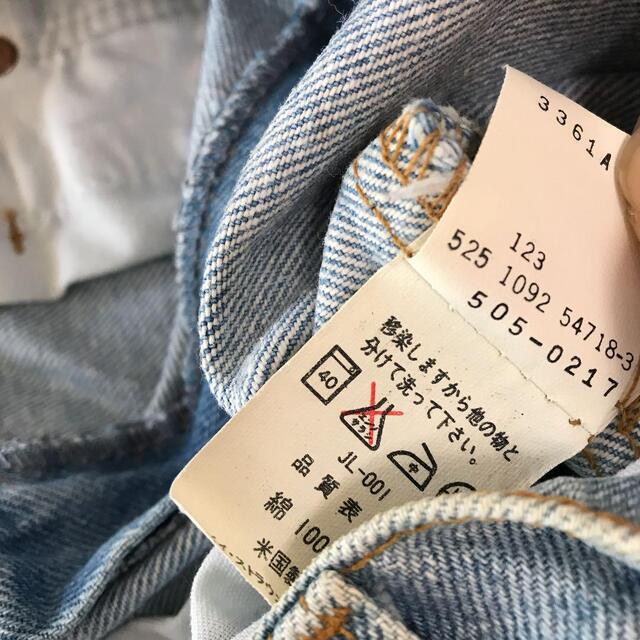 3361A
123
525 1092 54718-3
505-0217
移染しますから他の物と
分けて洗って下さい。
40
JL-001
品質表
綿 100
米国製